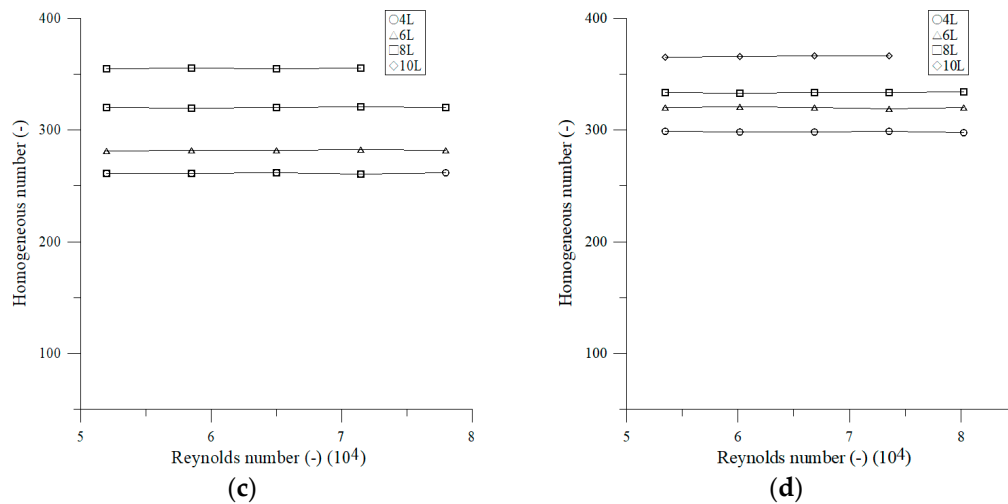 400
300
200
100
Homogeneous number (-)
5
6
7
8
Reynolds number (-) (10⁴)
4L
6L
8L
10L
(c)
400
300
200
100
Homogeneous number (-)
5
6
7
8
Reynolds number (-) (10⁴)
4L
6L
8L
10L
(d)